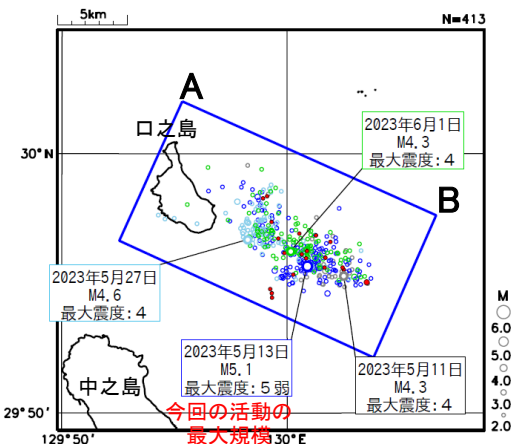 5km
N=413
A
口之島
2023年6月1日
M4.3
最大震度:4
30°N
B
2023年5月27日
M4.6
最大震度:4
M
6.0
5.0
4.0
3.0
2.0
2023年5月13日
M5.1
最大震度:5弱
2023年5月11日
M4.3
最大震度:4
中之島
今回の活動の
最大規模
29°50'
129°50'
130°E